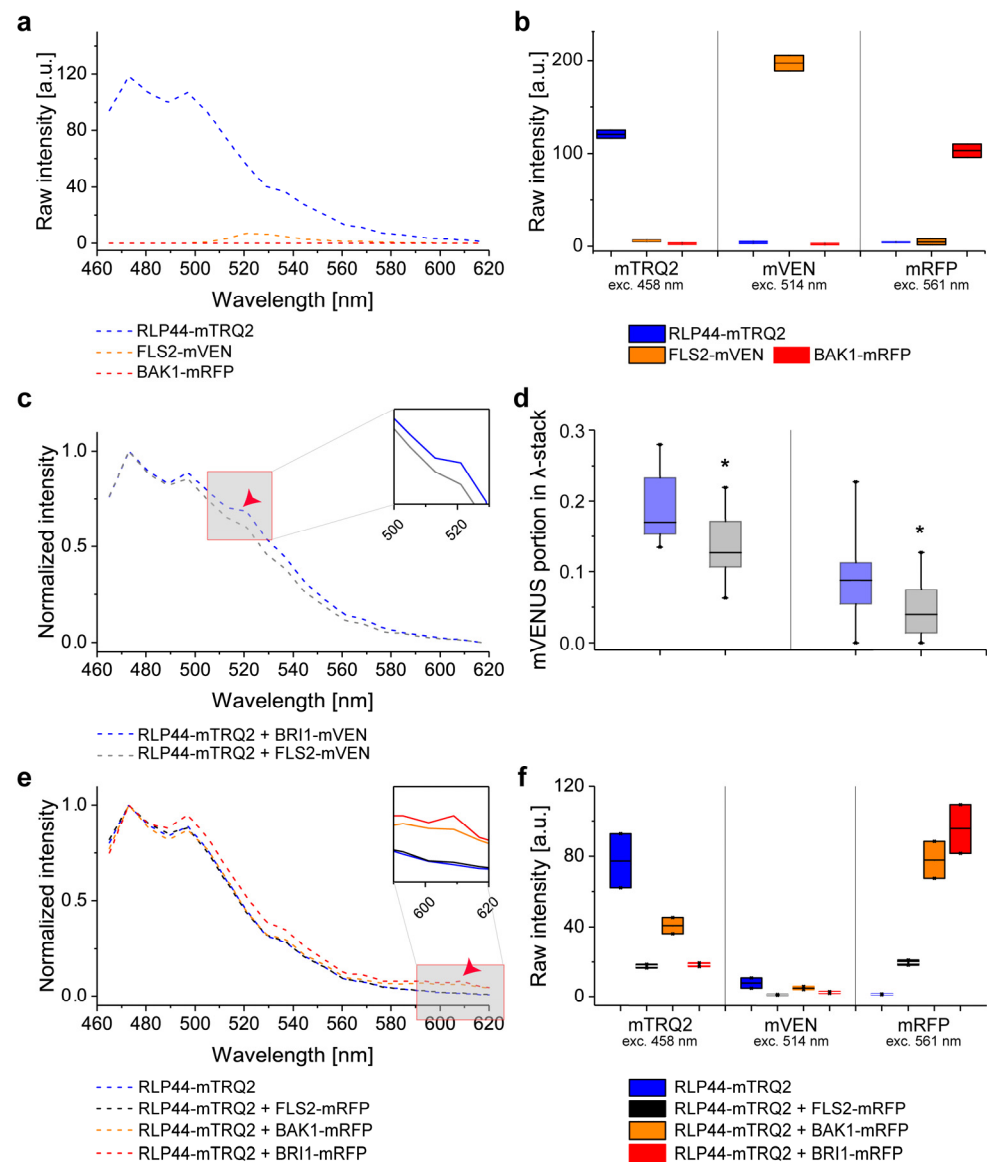 a
Raw intensity [a.u.]
120
80
40
0
460 480 500 520 540 560 580 600 620
Wavelength [nm]
RLP44-mTRQ2
FLS2-mVEN
BAK1-mRFP
b
Raw intensity [a.u.]
200
100
0
mTRQ2 mVEN mRFP
exc. 458 nm exc. 514 nm exc. 561 nm
RLP44-mTRQ2
FLS2-mVEN BAK1-mRFP
c
Normalized intensity
1.0
0.5
0.0
500 520
460 480 500 520 540 560 580 600 620
Wavelength [nm]
RLP44-mTRQ2 + BRI1-mVEN
RLP44-mTRQ2 + FLS2-mVEN
d
mVENUS portion in λ-stack
0.3
0.2
0.1
0.0
*
*
e
Normalized intensity
1.0
0.5
0.0
600 620
460 480 500 520 540 560 580 600 620
Wavelength [nm]
RLP44-mTRQ2
RLP44-mTRQ2 + FLS2-mRFP
RLP44-mTRQ2 + BAK1-mRFP
RLP44-mTRQ2 + BRI1-mRFP
f
Raw intensity [a.u.]
120
80
40
0
mTRQ2 mVEN mRFP
exc. 458 nm exc. 514 nm exc. 561 nm
RLP44-mTRQ2
RLP44-mTRQ2 + FLS2-mRFP
RLP44-mTRQ2 + BAK1-mRFP
RLP44-mTRQ2 + BRI1-mRFP